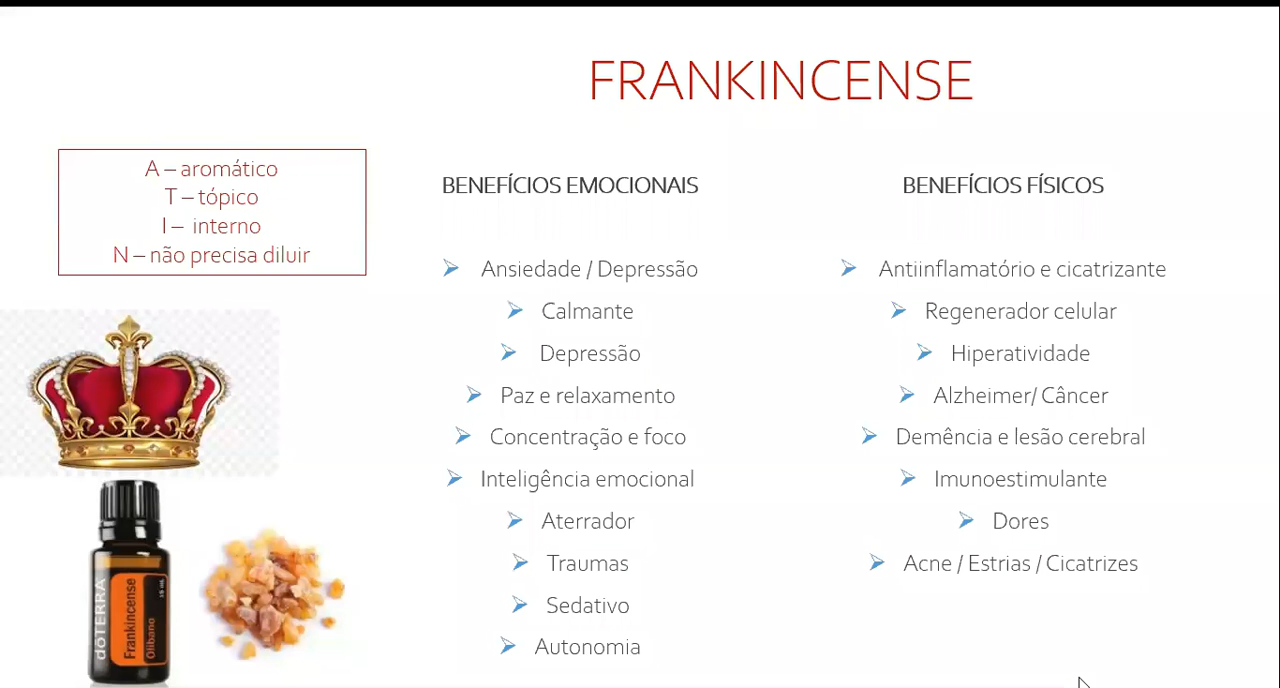 FRANKINCENSE
A – aromático
T – tópico
I – interno
N – não precisa diluir
BENEFÍCIOS EMOCIONAIS
Ansiedade / Depressão
Calmante
Depressão
Paz e relaxamento
Concentração e foco
Inteligência emocional
Aterrador
Traumas
Sedativo
Autonomia
BENEFÍCIOS FÍSICOS
Antiinflamatório e cicatrizante
Regenerador celular
Hiperatividade
Alzheimer/ Câncer
Demência e lesão cerebral
Imunoestimulante
Dores
Acne / Estrias / Cicatrizes
dōTERRA
Frankincense
Olíbano
15 mL